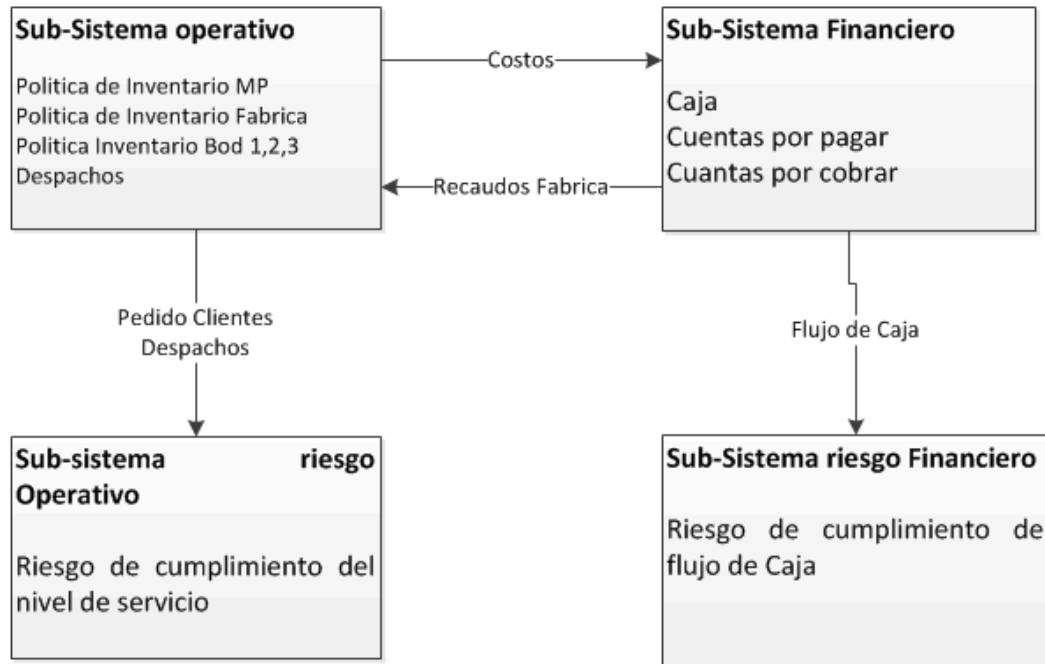 Sub-Sistema operativo
Politica de Inventario MP
Politica de Inventario Fabrica
Politica Inventario Bod 1,2,3
Despachos
Costos
Recaudos Fabrica
Sub-Sistema Financiero
Caja
Cuentas por pagar
Cuantas por cobrar
Pedido Clientes
Despachos
Flujo de Caja
Sub-sistema riesgo
Operativo
Riesgo de cumplimiento del
nivel de servicio
Sub-Sistema riesgo Financiero
Riesgo de cumplimiento de
flujo de Caja